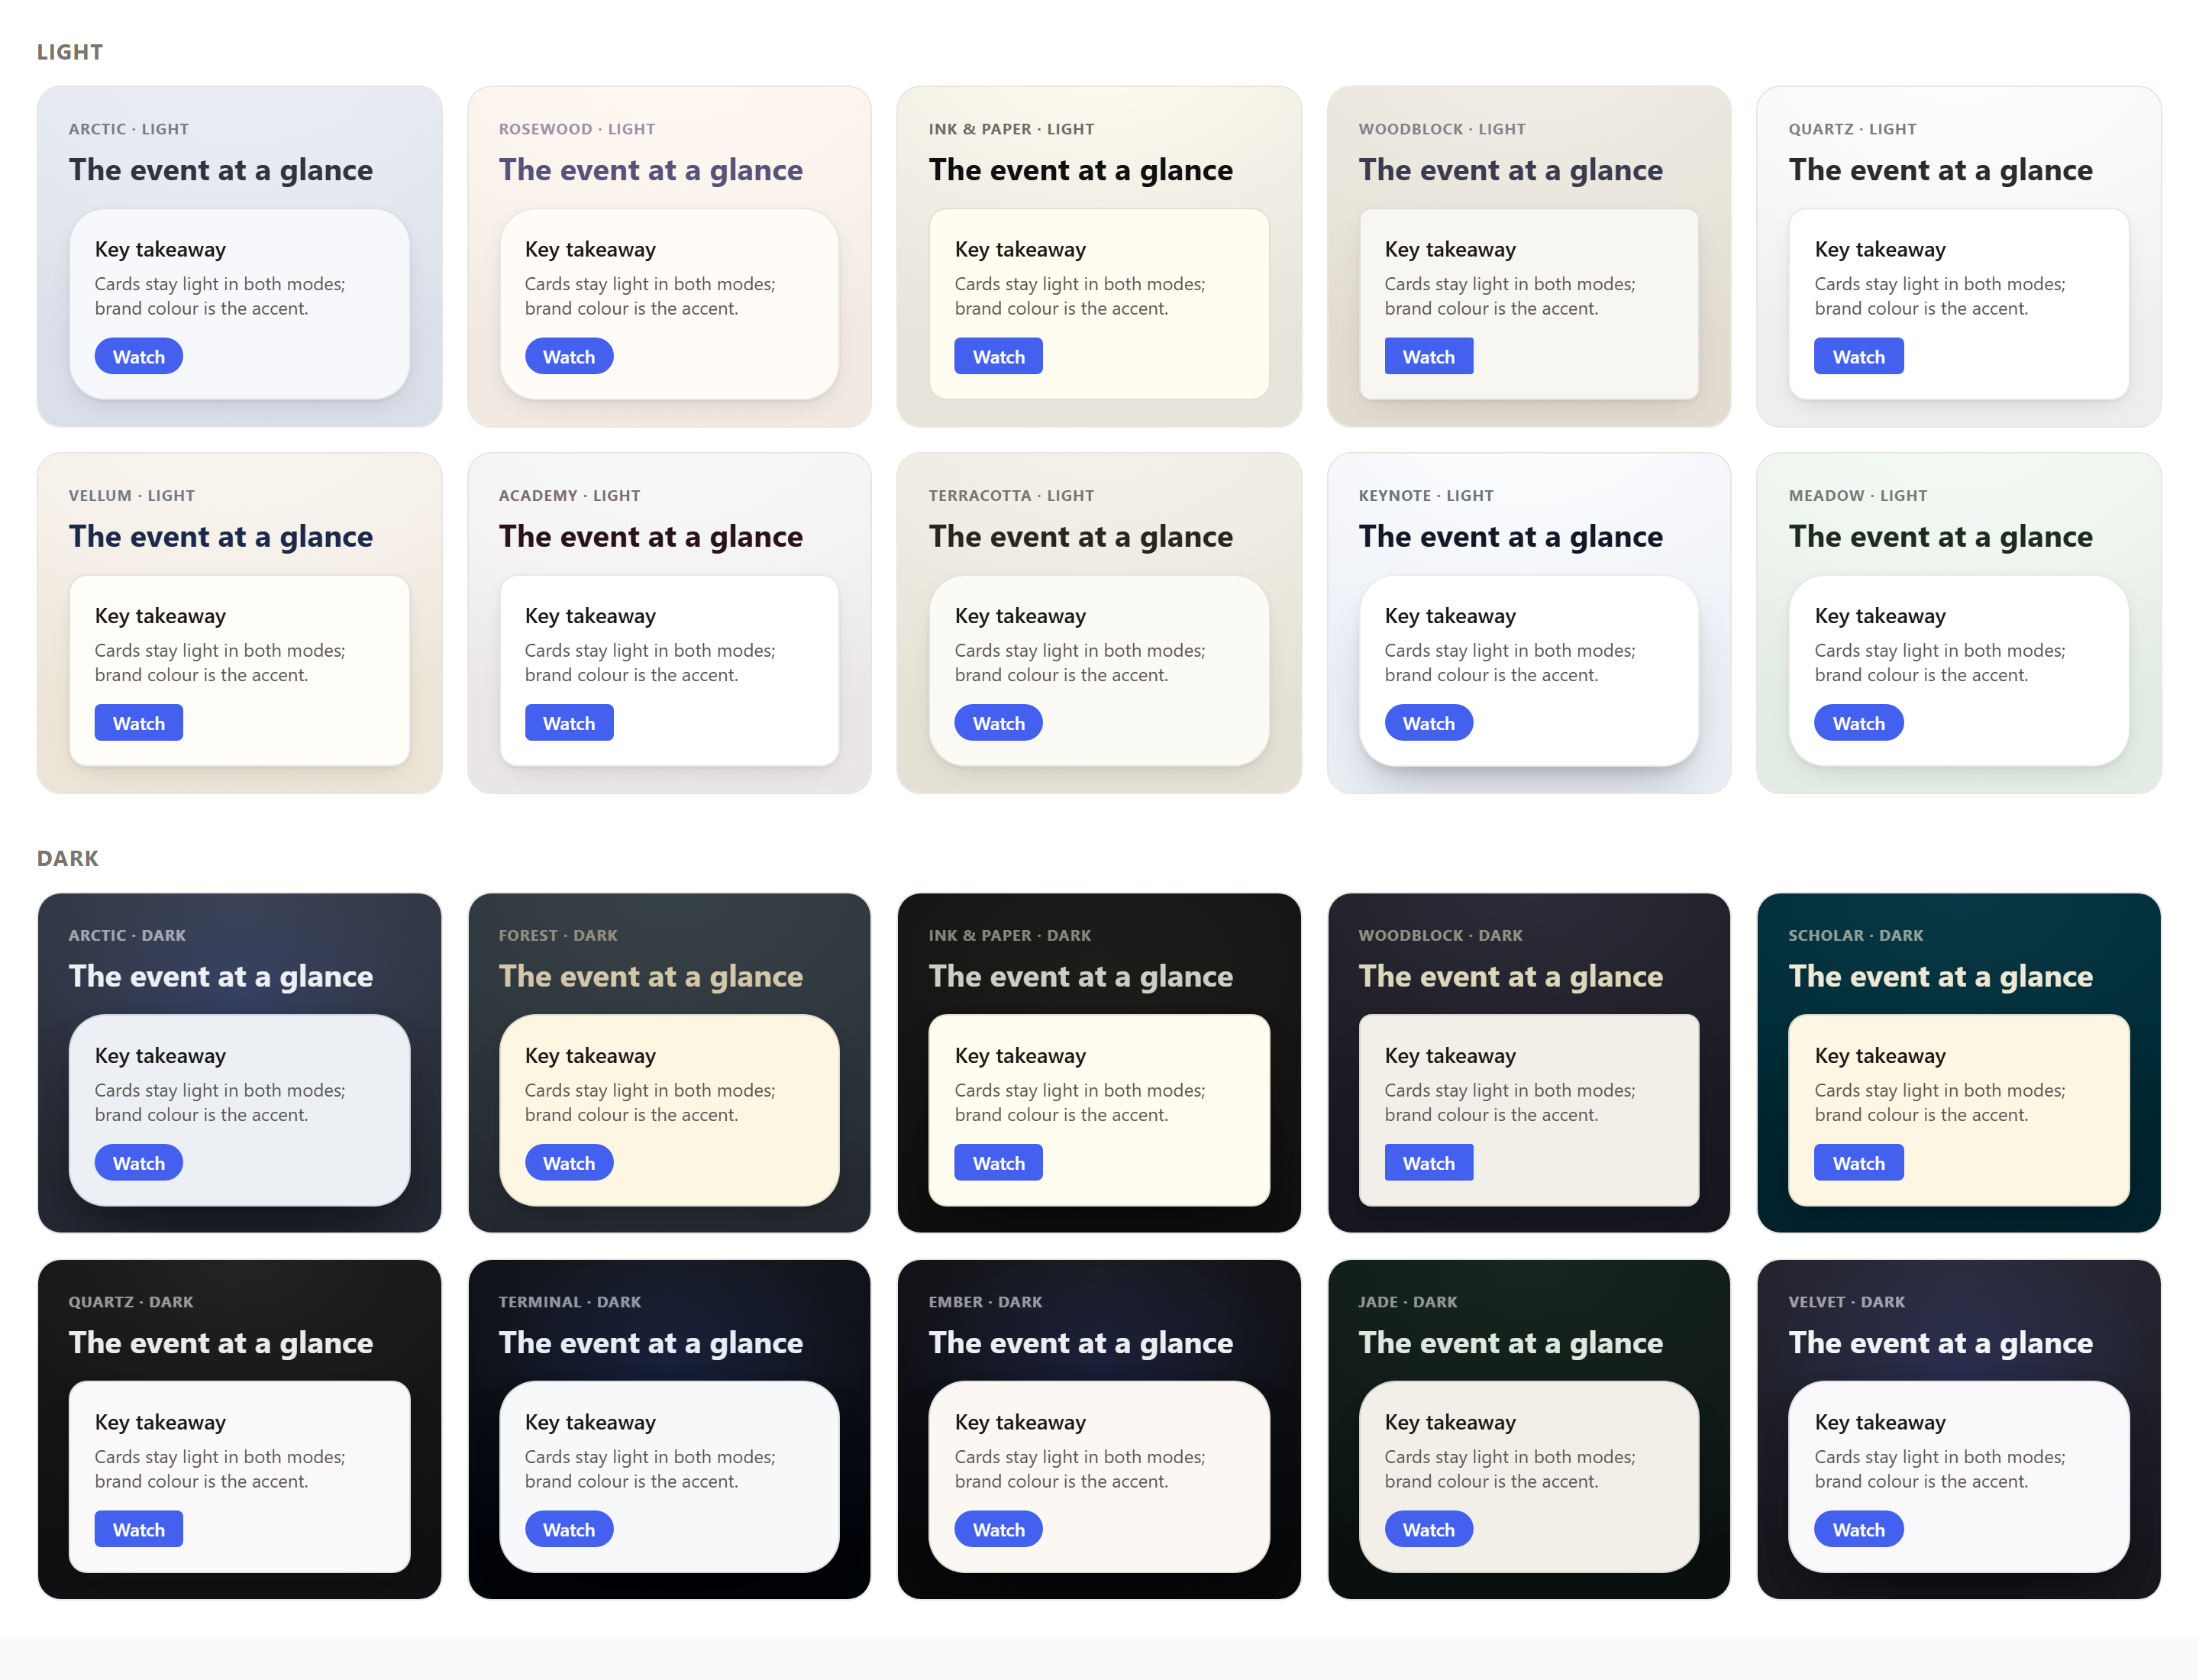 LIGHT
ARCTIC · LIGHT
The event at a glance
Key takeaway
Cards stay light in both modes;
brand colour is the accent.
Watch
ROSEWOOD · LIGHT
The event at a glance
Key takeaway
Cards stay light in both modes;
brand colour is the accent.
Watch
INK & PAPER · LIGHT
The event at a glance
Key takeaway
Cards stay light in both modes;
brand colour is the accent.
Watch
WOODBLOCK · LIGHT
The event at a glance
Key takeaway
Cards stay light in both modes;
brand colour is the accent.
Watch
QUARTZ · LIGHT
The event at a glance
Key takeaway
Cards stay light in both modes;
brand colour is the accent.
Watch
VELLUM · LIGHT
The event at a glance
Key takeaway
Cards stay light in both modes;
brand colour is the accent.
Watch
ACADEMY · LIGHT
The event at a glance
Key takeaway
Cards stay light in both modes;
brand colour is the accent.
Watch
TERRACOTTA · LIGHT
The event at a glance
Key takeaway
Cards stay light in both modes;
brand colour is the accent.
Watch
KEYNOTE · LIGHT
The event at a glance
Key takeaway
Cards stay light in both modes;
brand colour is the accent.
Watch
MEADOW · LIGHT
The event at a glance
Key takeaway
Cards stay light in both modes;
brand colour is the accent.
Watch
DARK
ARCTIC · DARK
The event at a glance
Key takeaway
Cards stay light in both modes;
brand colour is the accent.
Watch
FOREST · DARK
The event at a glance
Key takeaway
Cards stay light in both modes;
brand colour is the accent.
Watch
INK & PAPER · DARK
The event at a glance
Key takeaway
Cards stay light in both modes;
brand colour is the accent.
Watch
WOODBLOCK · DARK
The event at a glance
Key takeaway
Cards stay light in both modes;
brand colour is the accent.
Watch
SCHOLAR · DARK
The event at a glance
Key takeaway
Cards stay light in both modes;
brand colour is the accent.
Watch
QUARTZ · DARK
The event at a glance
Key takeaway
Cards stay light in both modes;
brand colour is the accent.
Watch
TERMINAL · DARK
The event at a glance
Key takeaway
Cards stay light in both modes;
brand colour is the accent.
Watch
EMBER · DARK
The event at a glance
Key takeaway
Cards stay light in both modes;
brand colour is the accent.
Watch
JADE · DARK
The event at a glance
Key takeaway
Cards stay light in both modes;
brand colour is the accent.
Watch
VELVET · DARK
The event at a glance
Key takeaway
Cards stay light in both modes;
brand colour is the accent.
Watch